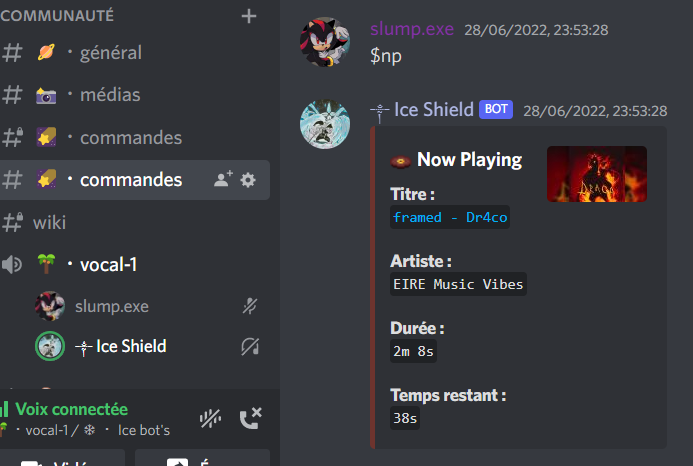 COMMUNAUTÉ
général
médias
commandes
commandes
wiki
vocal-1
slump.exe
Ice Shield
Voix connectée
vocal-1 / ❄ · Ice bot's
slump.exe 28/06/2022, 23:53:28
$np
Ice Shield BOT 28/06/2022, 23:53:28
Now Playing
DRACO
Titre :
framed - Dr4co
Artiste :
EIRE Music Vibes
Durée :
2m 8s
Temps restant :
38s